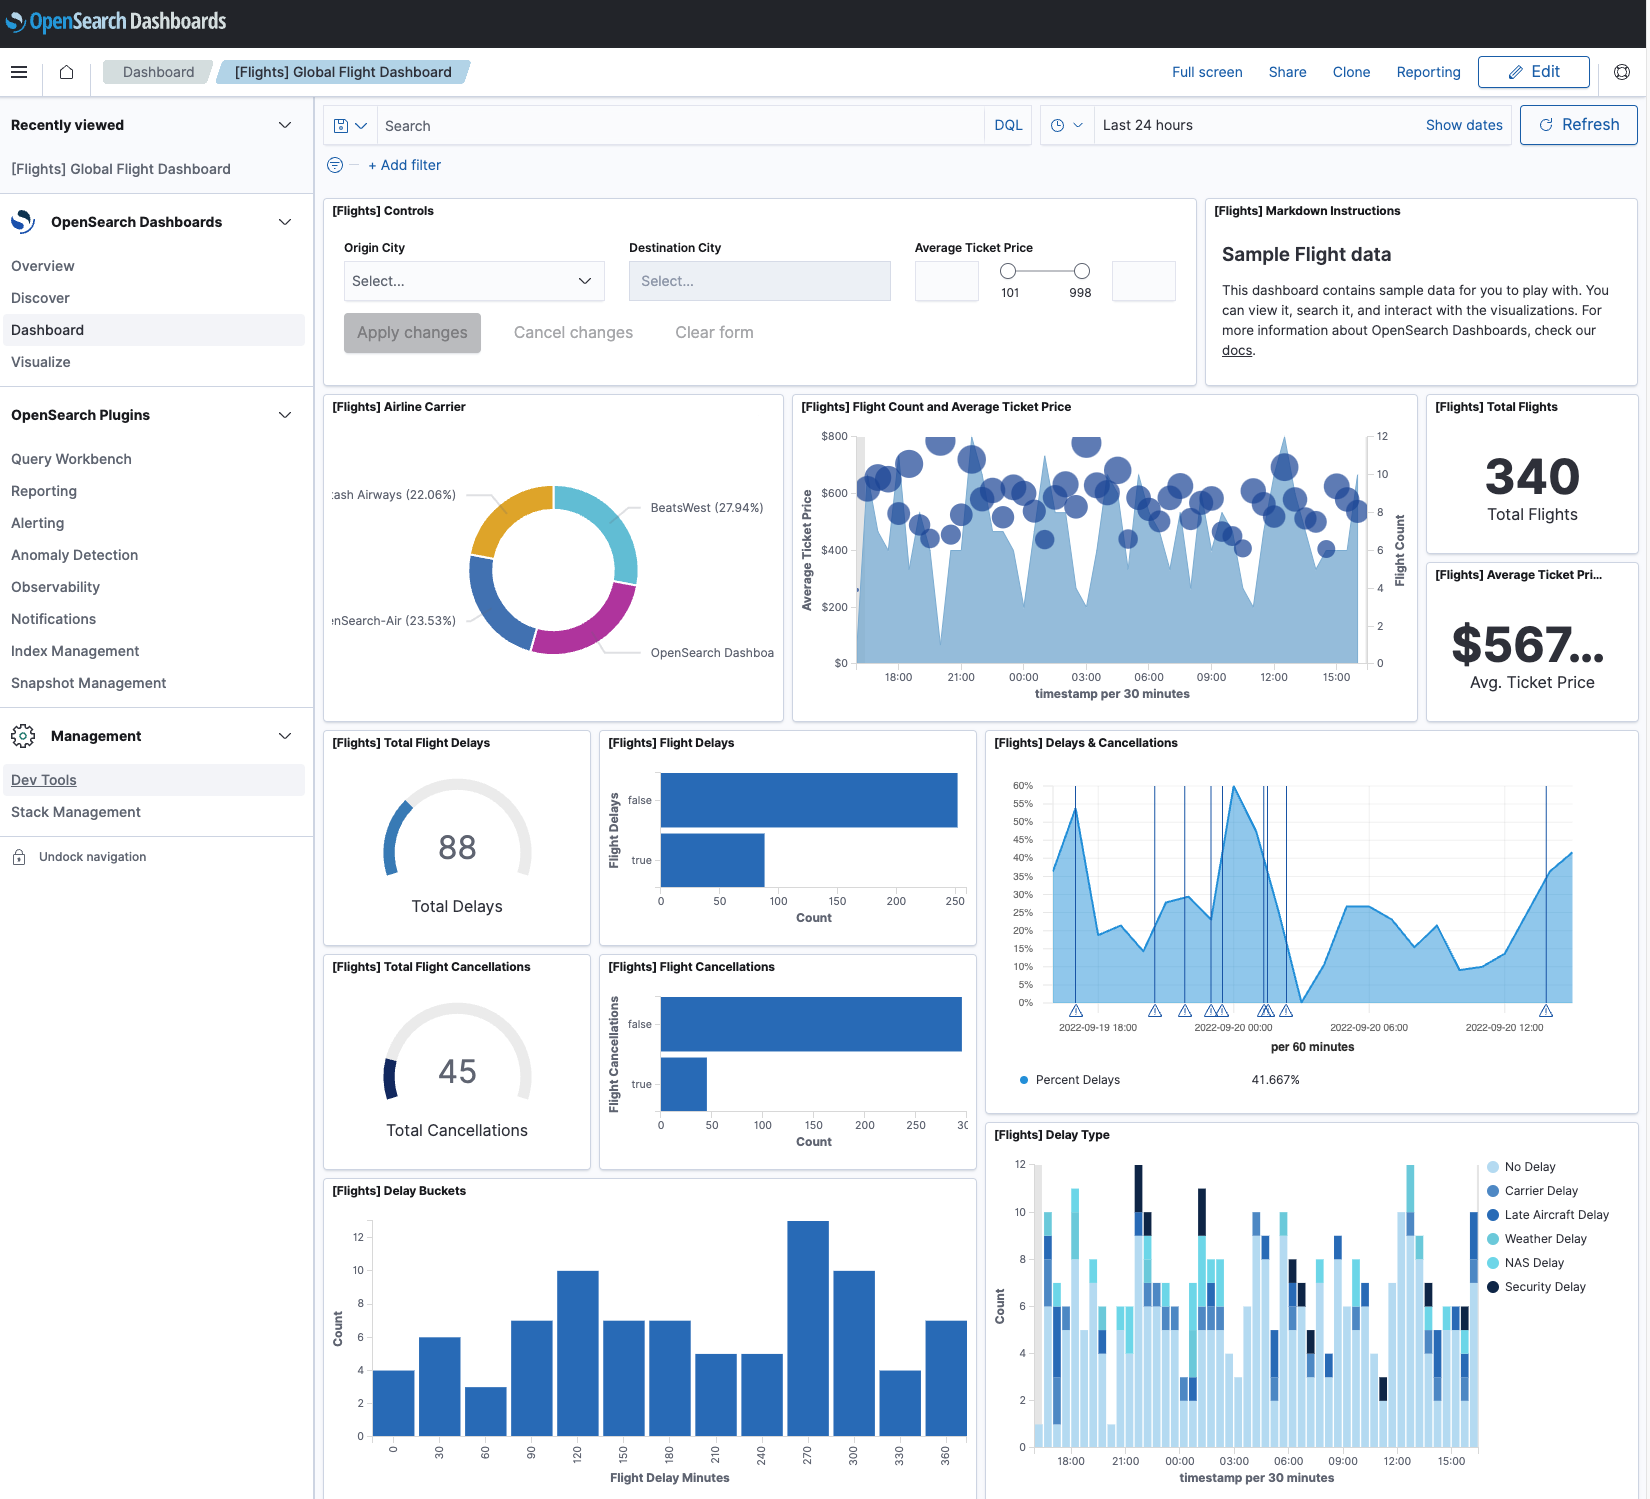 OpenSearch Dashboards
Dashboard
[Flights] Global Flight Dashboard
Full screen
Share
Clone
Reporting
Edit
Recently viewed
[Flights] Global Flight Dashboard
OpenSearch Dashboards
Overview
Discover
Dashboard
Visualize
OpenSearch Plugins
Query Workbench
Reporting
Alerting
Anomaly Detection
Observability
Notifications
Index Management
Snapshot Management
Management
Dev Tools
Stack Management
Undock navigation
Search
DQL
Last 24 hours
Show dates
Refresh
+ Add filter
[Flights] Controls
Origin City
Select...
Destination City
Select...
Average Ticket Price
101
998
Apply changes
Cancel changes
Clear form
[Flights] Markdown Instructions
Sample Flight data
This dashboard contains sample data for you to play with. You
can view it, search it, and interact with the visualizations. For
more information about OpenSearch Dashboards, check our
docs.
[Flights] Airline Carrier
ash Airways (22.06%)
BeatsWest (27.94%)
nSearch-Air (23.53%)
OpenSearch Dashboa
[Flights] Flight Count and Average Ticket Price
Average Ticket Price
$800
$600
$400
$200
$0
12
10
8
6
4
2
0
Flight Count
18:00
21:00
00:00
03:00
06:00
09:00
12:00
15:00
timestamp per 30 minutes
[Flights] Total Flights
340
Total Flights
[Flights] Average Ticket Pri...
$567...
Avg. Ticket Price
[Flights] Total Flight Delays
88
Total Delays
[Flights] Flight Delays
Flight Delays
false
true
0
50
100
150
200
250
Count
[Flights] Delays & Cancellations
60%
55%
50%
45%
40%
35%
30%
25%
20%
15%
10%
5%
0%
2022-09-19 18:00
2022-09-20 00:00
2022-09-20 06:00
2022-09-20 12:00
per 60 minutes
Percent Delays
41.667%
[Flights] Total Flight Cancellations
45
Total Cancellations
[Flights] Flight Cancellations
Flight Cancellations
false
true
0
50
100
150
200
250
Count
[Flights] Delay Buckets
Count
12
10
8
6
4
2
0
0
30
60
90
120
150
180
210
240
270
300
330
360
Flight Delay Minutes
[Flights] Delay Type
Count
12
10
8
6
4
2
0
18:00
21:00
00:00
03:00
06:00
09:00
12:00
15:00
timestamp per 30 minutes
No Delay
Carrier Delay
Late Aircraft Delay
Weather Delay
NAS Delay
Security Delay